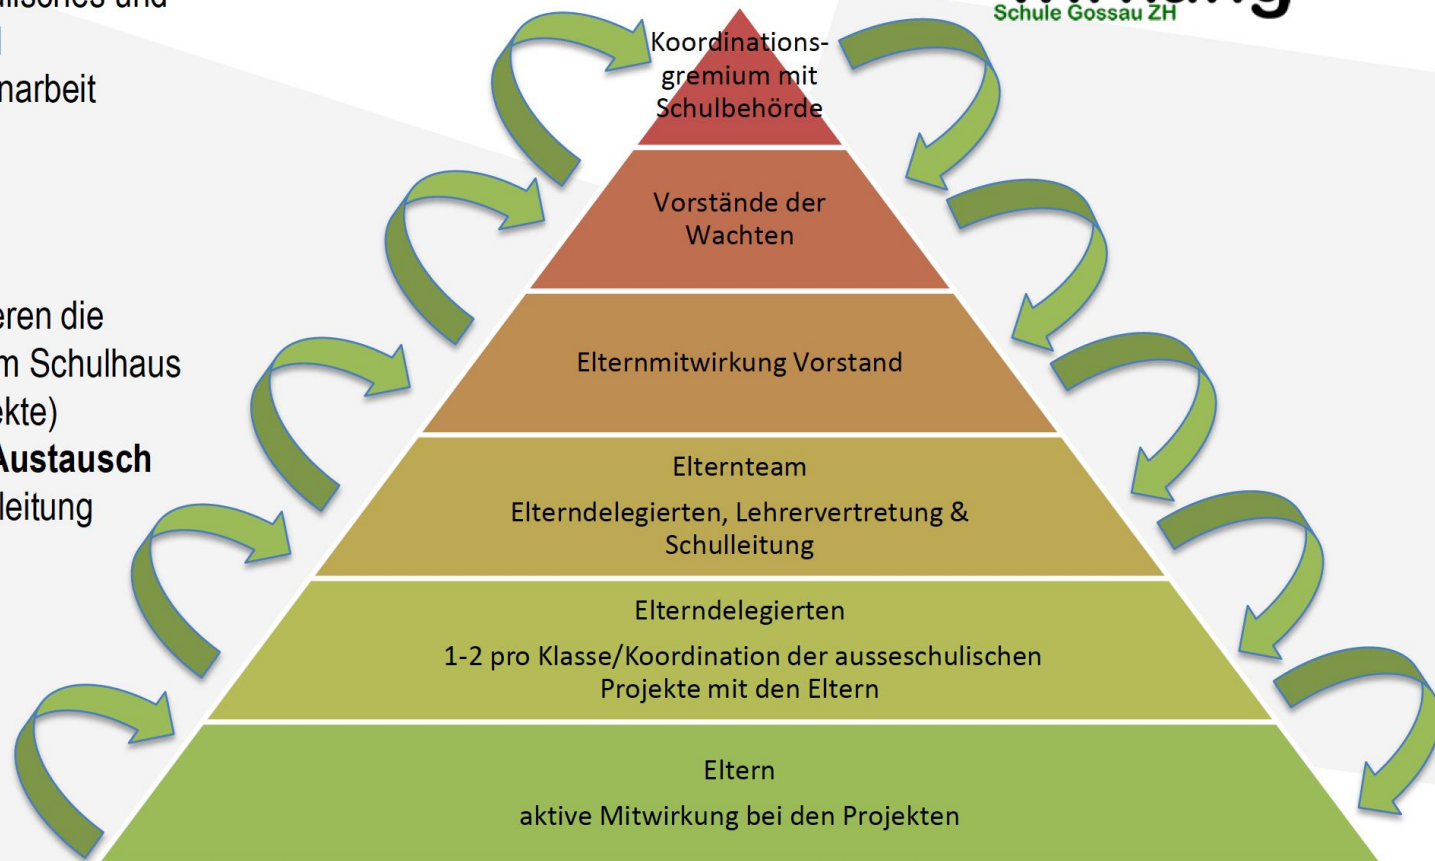 Schule Gossau ZH
narbeit
eren die
m Schulhaus
ekte)
Austausch
leitung
Koordinations-
gremium mit
Schulbehörde
Vorstände der
Wachten
Elternmitwirkung Vorstand
Elternteam
Elterndelegierten, Lehrervertretung &
Schulleitung
Elterndelegierten
1-2 pro Klasse/Koordination der ausseschulischen
Projekte mit den Eltern
Eltern
aktive Mitwirkung bei den Projekten